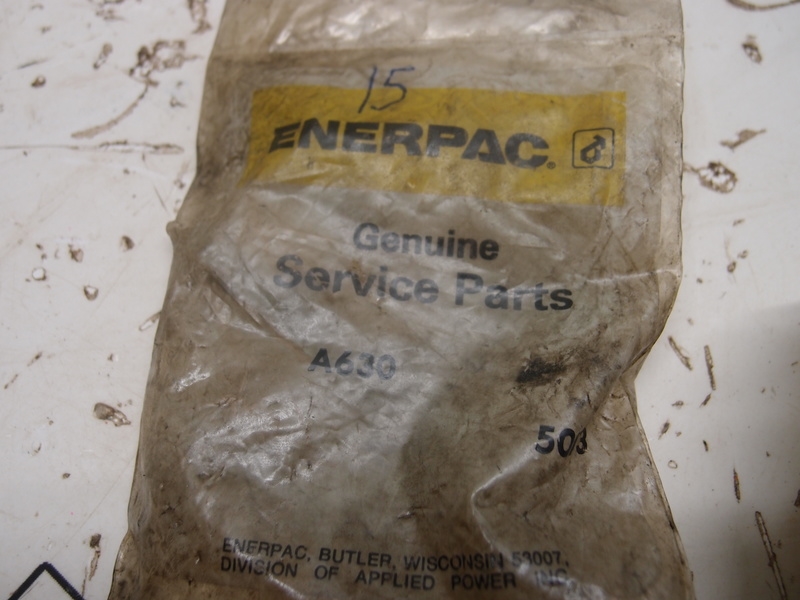 15
ENERPAC.
Genuine
Service Parts
A630
503
ENERPAC, BUTLER, WISCONSIN 53007,
DIVISION OF APPLIED POWER INC.